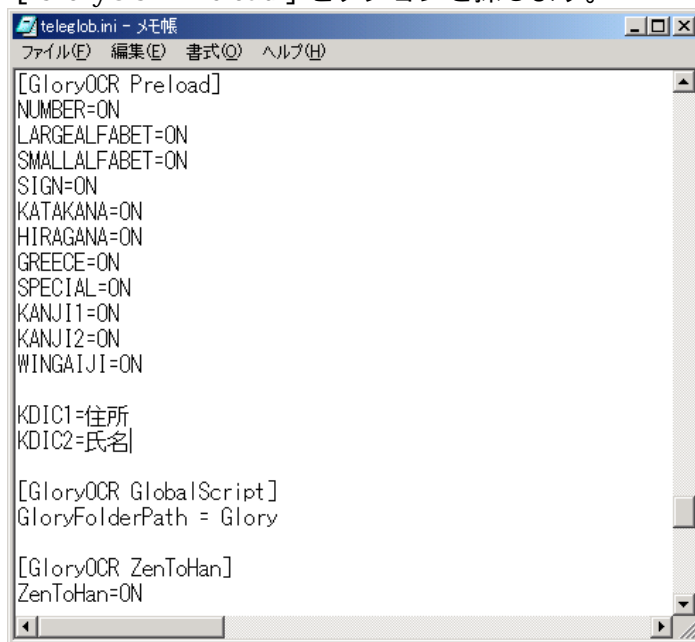 teleglob.ini - メモ帳
ファイル(F) 編集(E) 書式(O) ヘルプ(H)
[GloryOCR Preload]
NUMBER=ON
LARGEALFABET=ON
SMALLALFABET=ON
SIGN=ON
KATAKANA=ON
HIRAGANA=ON
GREECE=ON
SPECIAL=ON
KANJI1=ON
KANJI2=ON
WINGAIJI=ON
KDIC1=住所
KDIC2=氏名
[GloryOCR GlobalScript]
GloryFolderPath = Glory
[GloryOCR ZenToHan]
ZenToHan=ON